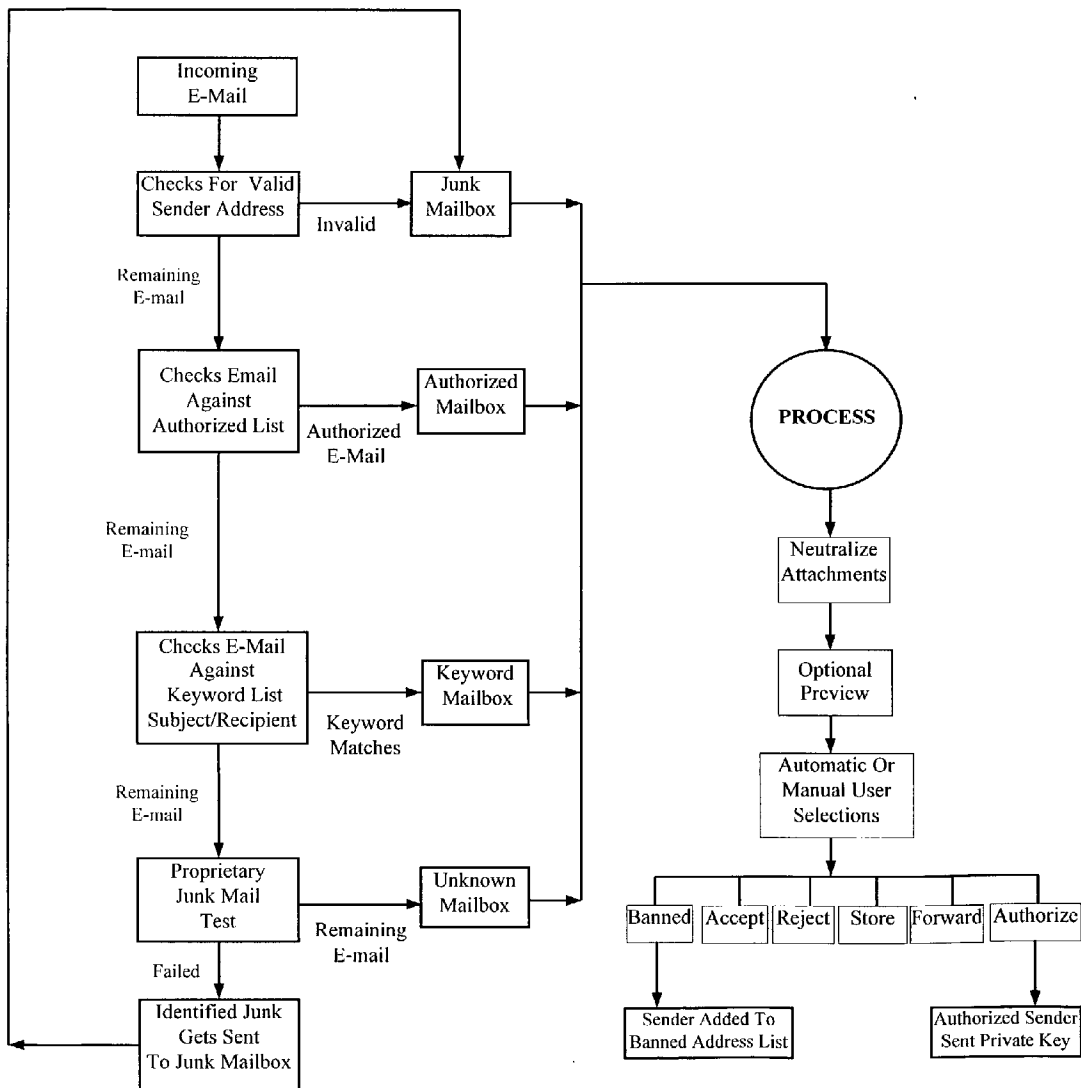 Incoming
E-Mail
Checks For Valid
Sender Address
Invalid
Junk
Mailbox
Remaining
E-mail
Checks Email
Against
Authorized List
Authorized
E-Mail
Authorized
Mailbox
Remaining
E-mail
Checks E-Mail
Against
Keyword List
Subject/Recipient
Keyword
Matches
Keyword
Mailbox
Remaining
E-mail
Proprietary
Junk Mail
Test
Remaining
E-mail
Unknown
Mailbox
Failed
Identified Junk
Gets Sent
To Junk Mailbox
PROCESS
Neutralize
Attachments
Optional
Preview
Automatic Or
Manual User
Selections
Banned
Accept
Reject
Store
Forward
Authorize
Sender Added To
Banned Address List
Authorized Sender
Sent Private Key